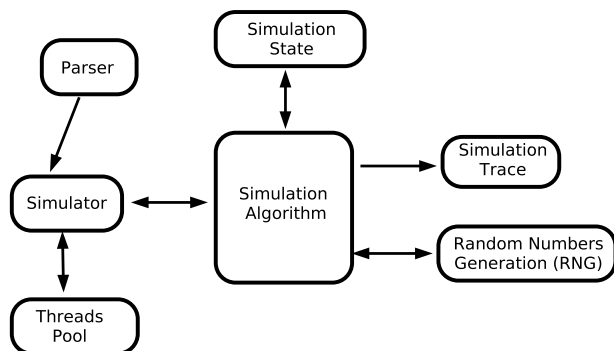 Simulation
State
Parser
Simulation
Trace
Simulator
Simulation
Algorithm
Random Numbers
Generation (RNG)
Threads
Pool